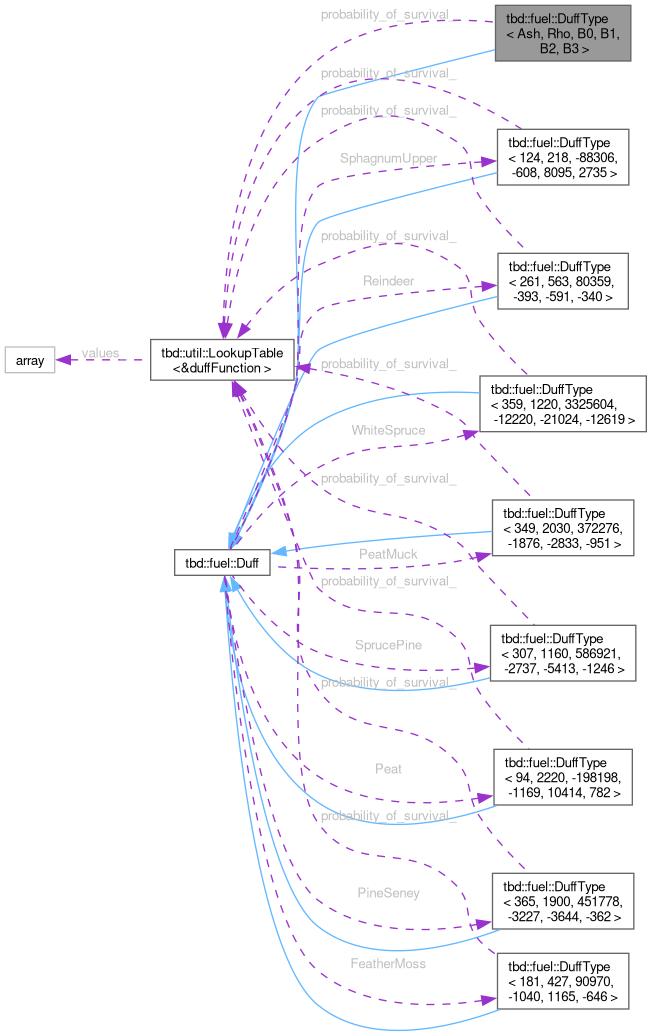 probability_of_survival_
tbd::fuel::DuffType
< Ash, Rho, B0, B1,
B2, B3 >
probability_of_survival_
probability_of_survival_
SphagnumUpper
tbd::fuel::DuffType
< 124, 218, -88306,
-608, 8095, 2735 >
probability_of_survival_
Reindeer
tbd::fuel::DuffType
< 261, 563, 80359,
-393, -591, -340 >
array
values
tbd::util::LookupTable
<&duffFunction >
probability_of_survival_
WhiteSpruce
tbd::fuel::DuffType
< 359, 1220, 3325604,
-12220, -21024, -12619 >
probability_of_survival_
tbd::fuel::Duff
PeatMuck
tbd::fuel::DuffType
< 349, 2030, 372276,
-1876, -2833, -951 >
probability_of_survival_
SprucePine
tbd::fuel::DuffType
< 307, 1160, 586921,
-2737, -5413, -1246 >
probability_of_survival_
Peat
tbd::fuel::DuffType
< 94, 2220, -198198,
-1169, 10414, 782 >
probability_of_survival_
PineSeney
tbd::fuel::DuffType
< 365, 1900, 451778,
-3227, -3644, -362 >
FeatherMoss
tbd::fuel::DuffType
< 181, 427, 90970,
-1040, 1165, -646 >